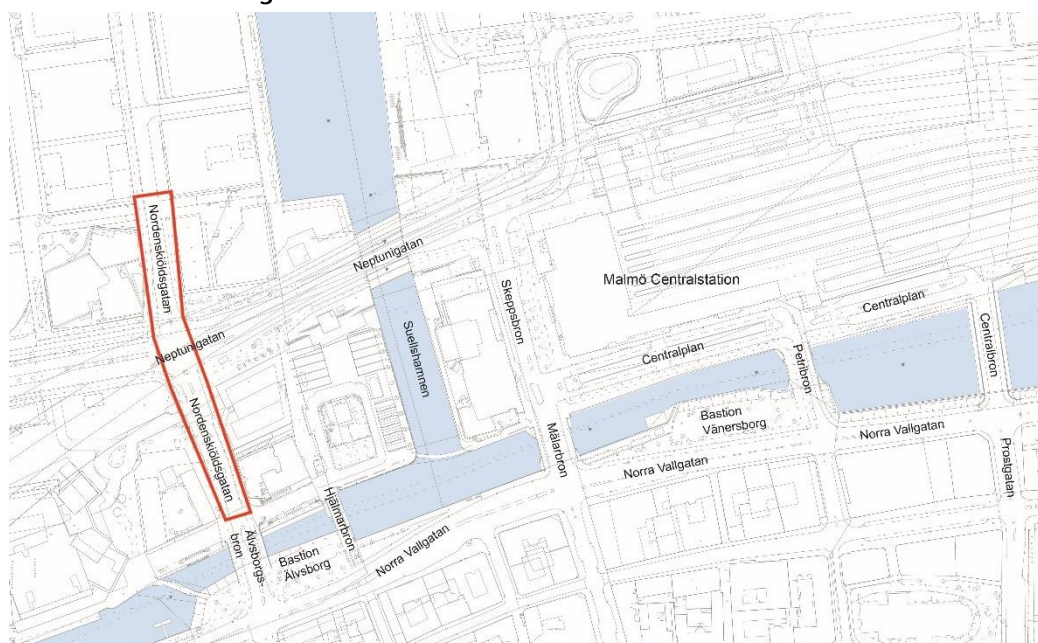 Nordenskiöldsgatan
Neptunigatan
Skeppsbron
Malmö Centralstation
Centralplan
Neptunigatan
Suellshamnen
Centralplan
Petribron
Centralbron
Nordenskiöldsgatan
Bastion
Vänersborg
Norra Vallgatan
Mälarbron
Norra Vallgatan
Prostgatan
Hjälmarbron
Älvsborgs-
bron
Bastion
Älvsborg
Norra Vallgatan